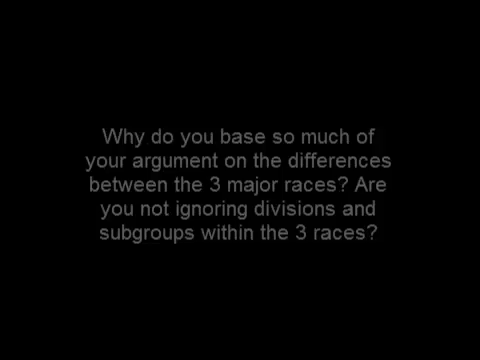 Why do you base so much of
your argument on the differences
between the 3 major races? Are
you not ignoring divisions and
subgroups within the 3 races?